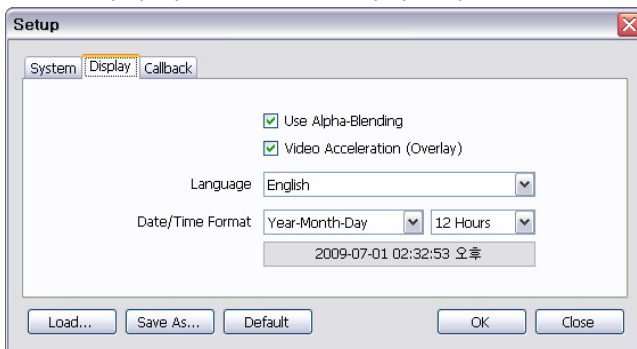 Setup
System Display Callback
Use Alpha-Blending
Video Acceleration (Overlay)
Language English
Date/Time Format Year-Month-Day 12 Hours
2009-07-01 02:32:53 오후
Load... Save As... Default OK Close